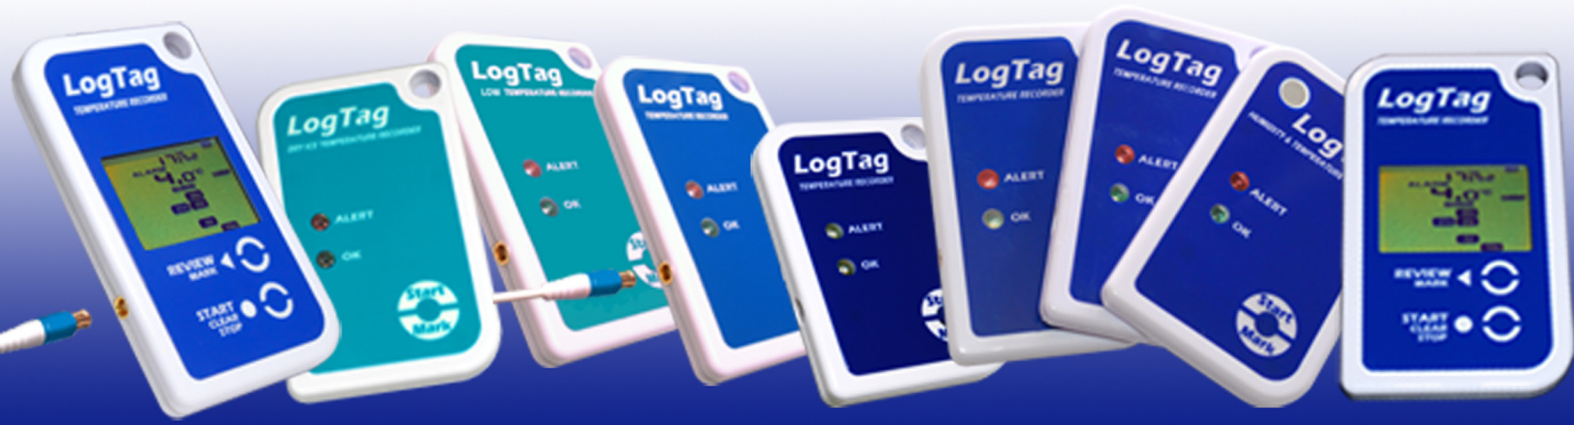 LogTag
TEMPERATURE RECORDER
ALARM
4.0°C
REVIEW
MARK
START
CLEAR
STOP
LogTag
DRY ICE TEMPERATURE RECORDER
ALERT
OK
Start
Mark
LogTag
LOW TEMPERATURE RECORDER
ALERT
OK
LogTag
TEMPERATURE RECORDER
ALERT
OK
LogTag
TEMPERATURE RECORDER
ALERT
OK
LogTag
TEMPERATURE RECORDER
ALERT
OK
LogTag
TEMPERATURE RECORDER
ALERT
OK
Log
HUMIDITY & TEMPERATURE
ALERT
OK
Start
Mark
LogTag
TEMPERATURE RECORDER
ALARM
4.0°C
REVIEW
MARK
START
CLEAR
STOP